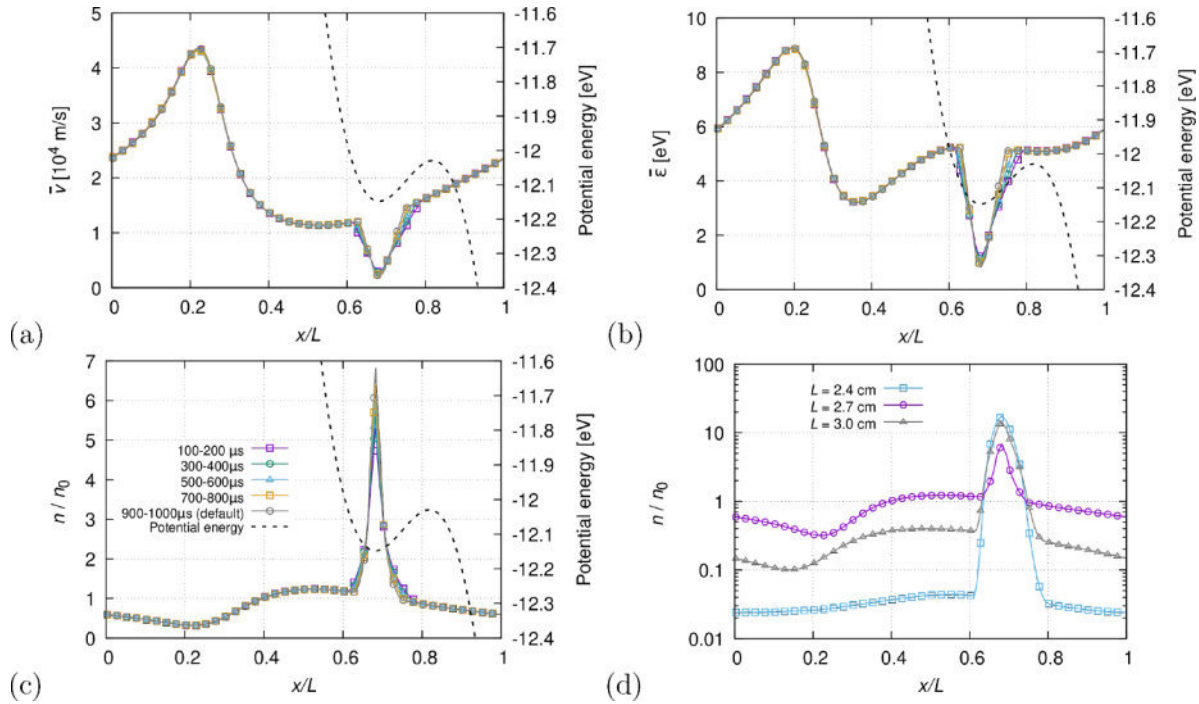 5
4
3
2
1
0
v̄ [10⁴ m/s]
-11.6
-11.7
-11.8
-11.9
-12
-12.1
-12.2
-12.3
-12.4
Potential energy [eV]
0 0.2 0.4 0.6 0.8 1
x/L
(a)
10
8
6
4
2
0
ε̄ [eV]
-11.6
-11.7
-11.8
-11.9
-12
-12.1
-12.2
-12.3
-12.4
Potential energy [eV]
0 0.2 0.4 0.6 0.8 1
x/L
(b)
7
6
5
4
3
2
1
0
n / n₀
100-200 μs
300-400μs
500-600μs
700-800μs
900-1000μs (default)
Potential energy
-11.6
-11.7
-11.8
-11.9
-12
-12.1
-12.2
-12.3
-12.4
Potential energy [eV]
0 0.2 0.4 0.6 0.8 1
x/L
(c)
100
10
1
0.1
0.01
n / n₀
L = 2.4 cm
L = 2.7 cm
L = 3.0 cm
0 0.2 0.4 0.6 0.8 1
x/L
(d)